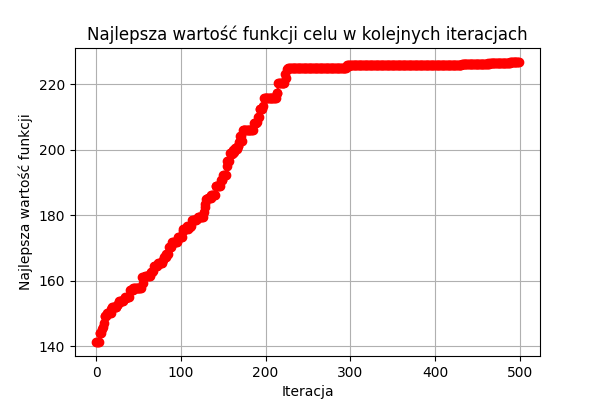 Najlepsza wartość funkcji celu w kolejnych iteracjach
Najlepsza wartość funkcji
220
200
180
160
140
0 100 200 300 400 500
Iteracja